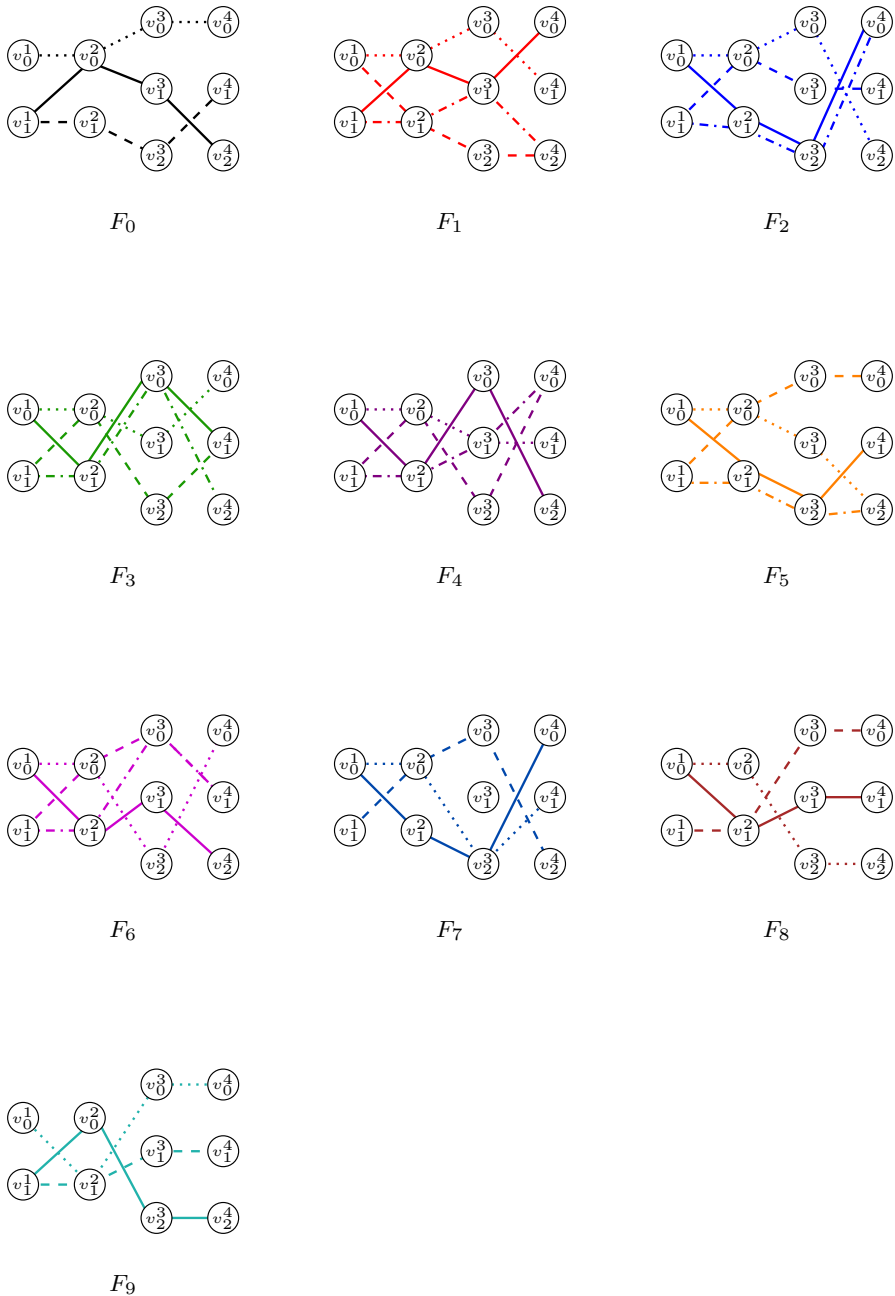 v_0^3 v_0^4 v_0^3 v_0^3 v_0^4
v_0^1 v_0^2 v_0^4 v_0^1 v_0^2 v_0^1 v_0^2
v_1^3 v_1^4 v_1^3 v_1^4 v_1^3 v_1^4
v_1^1 v_1^2 v_1^1 v_1^2 v_1^1 v_1^2
v_2^3 v_2^4 v_2^3 v_2^4 v_2^3 v_2^4
F_0 F_1 F_2
v_0^3 v_0^4 v_0^3 v_0^4 v_0^3 v_0^4
v_0^1 v_0^2 v_0^1 v_0^2 v_0^1 v_0^2
v_1^3 v_1^4 v_1^3 v_1^4 v_1^3 v_1^4
v_1^1 v_1^2 v_1^1 v_1^2 v_1^1 v_1^2
v_2^3 v_2^4 v_2^3 v_2^4 v_2^3 v_2^4
F_3 F_4 F_5
v_0^3 v_0^4 v_0^3 v_0^4 v_0^3 v_0^4
v_0^1 v_0^2 v_0^1 v_0^2 v_0^1 v_0^2
v_1^3 v_1^4 v_1^3 v_1^4 v_1^3 v_1^4
v_1^1 v_1^2 v_1^1 v_1^2 v_1^1 v_1^2
v_2^3 v_2^4 v_2^3 v_2^4 v_2^3 v_2^4
F_6 F_7 F_8
v_0^3 v_0^4
v_0^1 v_0^2
v_1^3 v_1^4
v_1^1 v_1^2
v_2^3 v_2^4
F_9